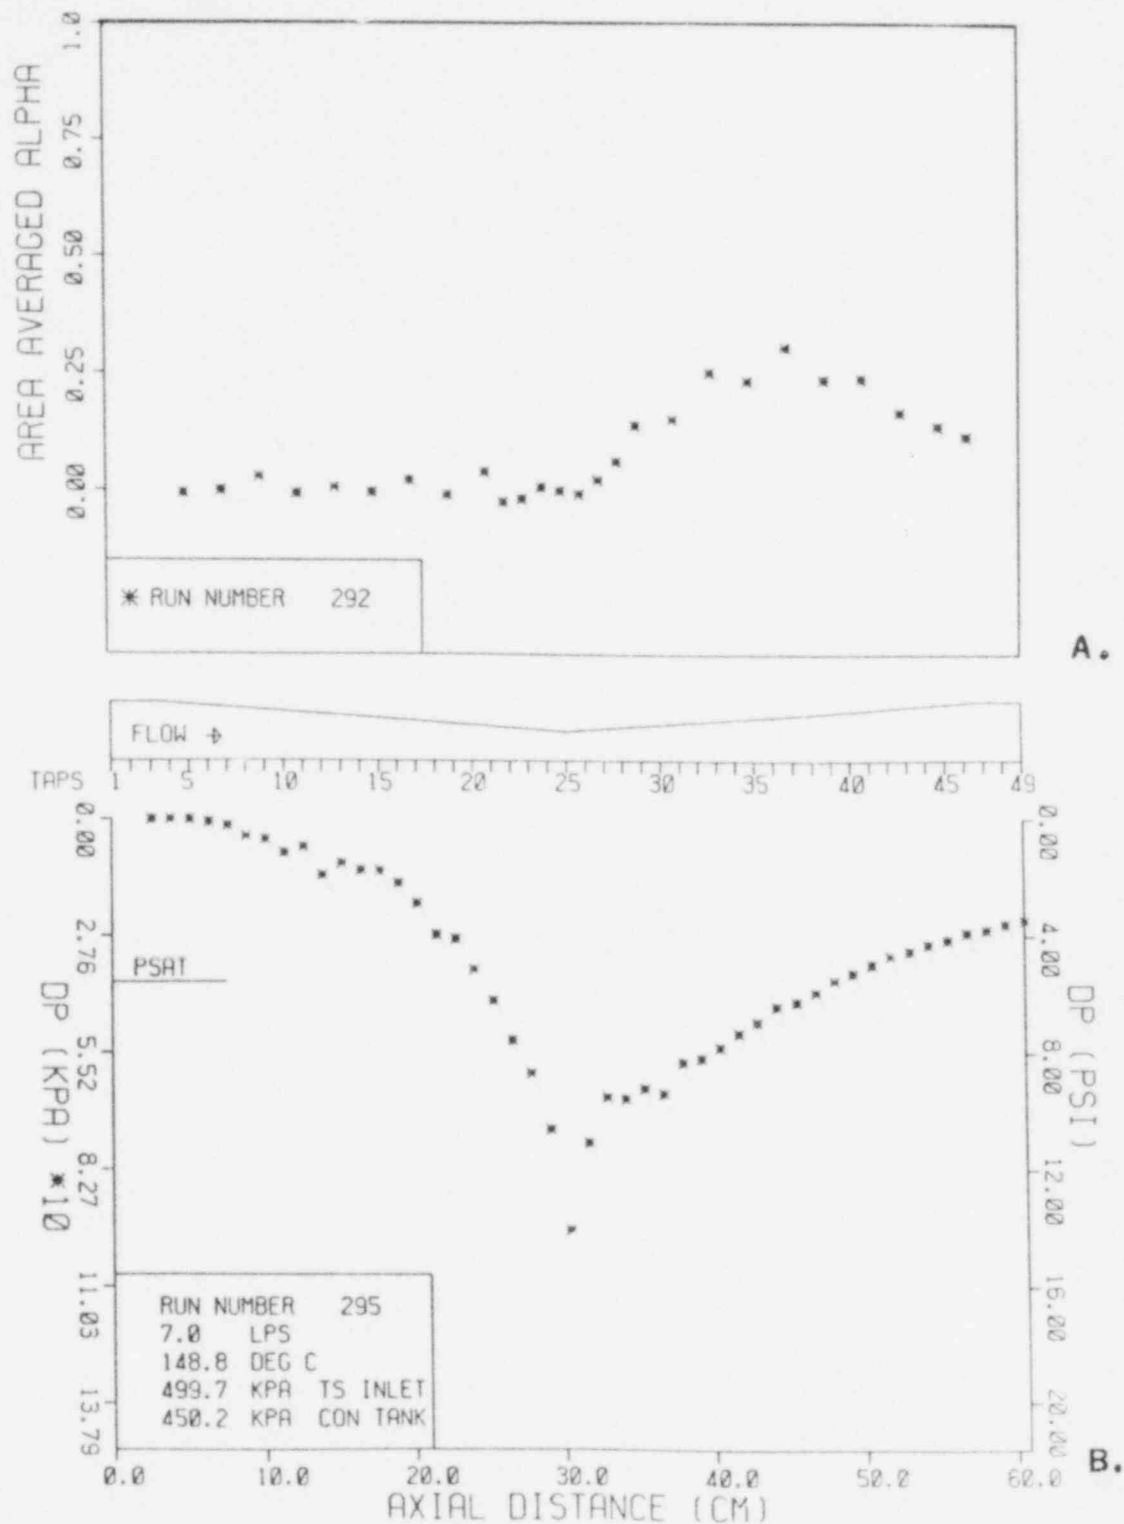 AREA AVERAGED ALPHA
1.0
0.75
0.50
0.25
0.00
* RUN NUMBER 292
A.
FLOW
TAPS 1 5 10 15 20 25 30 35 40 45 49
DP (KPA) *10
0.00
2.76
5.52
8.27
11.03
13.79
PSAT
DP (PSI)
0.00
4.00
8.00
12.00
16.00
20.00
RUN NUMBER 295
7.0 LPS
148.8 DEG C
499.7 KPA TS INLET
450.2 KPA CON TANK
B.
0.0 10.0 20.0 30.0 40.0 50.0 60.0
AXIAL DISTANCE (CM)